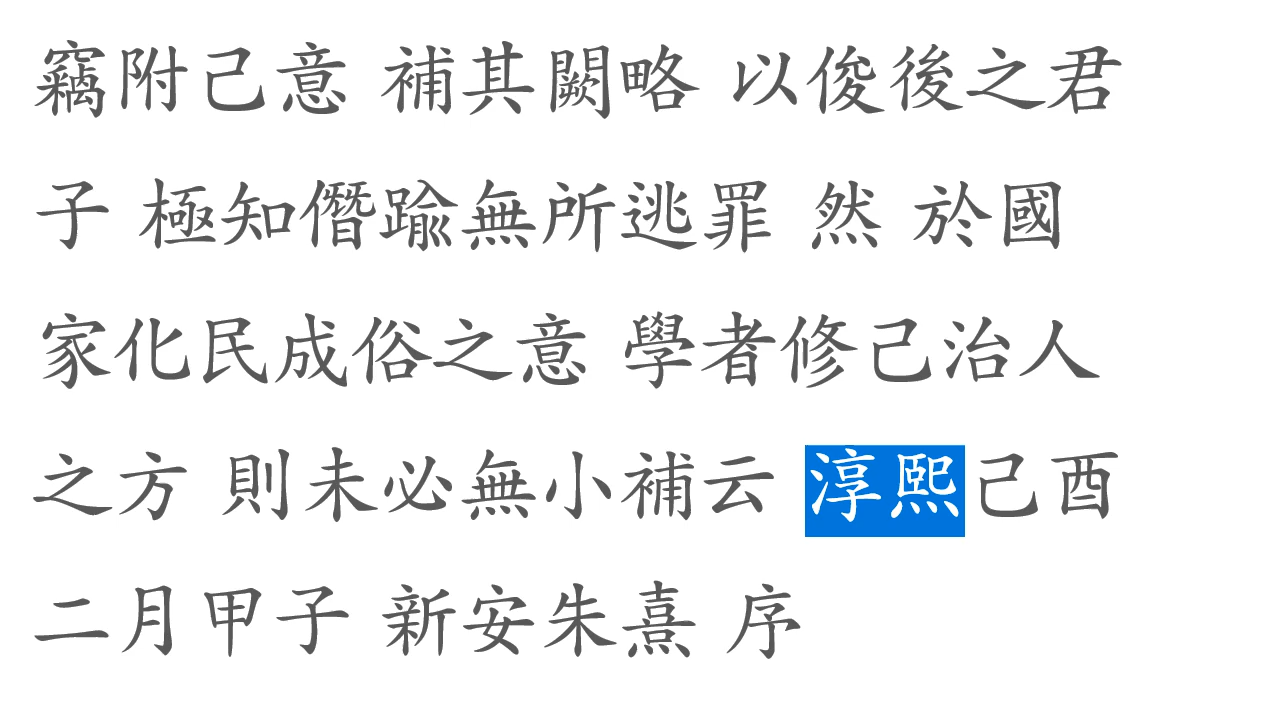 竊附己意 補其闕略 以俊後之君
子 極知僭踰無所逃罪 然 於國
家化民成俗之意 學者修己治人
之方 則未必無小補云 淳熙己酉
二月甲子 新安朱熹 序